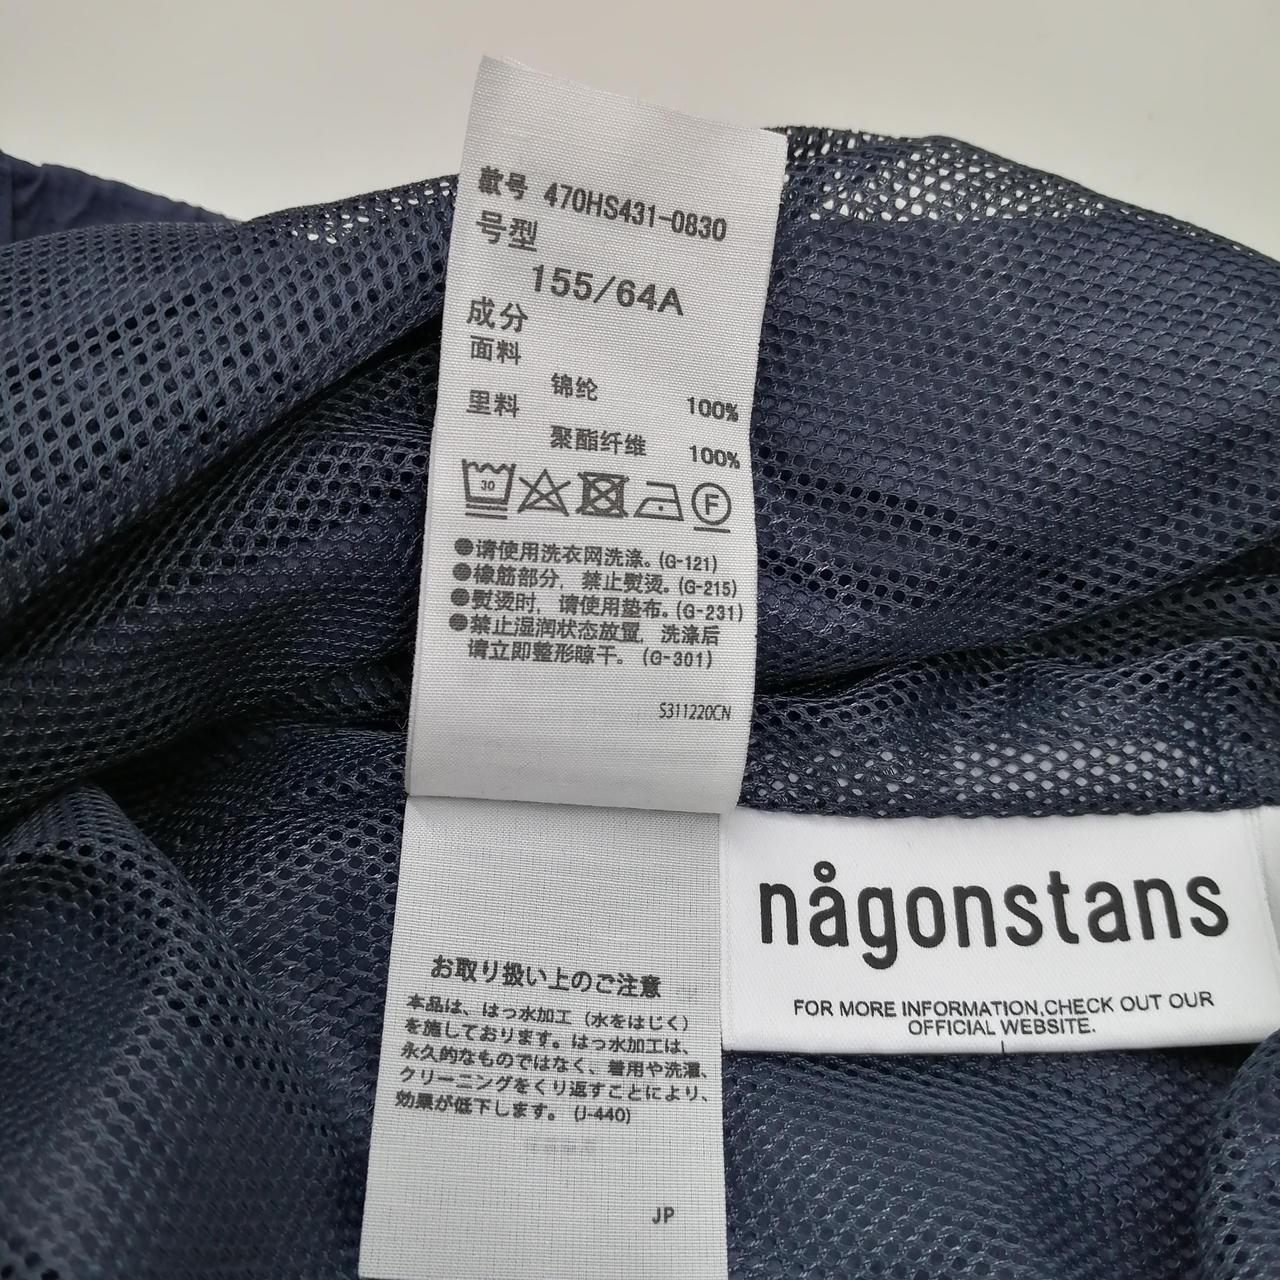 款号 470HS431-0830
号型
155/64A
成分
面料
锦纶 100%
里料
聚酯纤维 100%
30 F
●请使用洗衣网洗涤。(G-121)
●橡筋部分，禁止熨烫。(G-215)
●熨烫时，请使用垫布。(G-231)
●禁止湿润状态放置，洗涤后
请立即整形晾干。(G-301)
S311220CN
någonstans
FOR MORE INFORMATION,CHECK OUT OUR
OFFICIAL WEBSITE.
お取り扱い上のご注意
本品は、はっ水加工（水をはじく）
を施しております。はっ水加工は、
永久的なものではなく、着用や洗濯、
クリーニングをくり返すことにより、
効果が低下します。(J-440)
JP